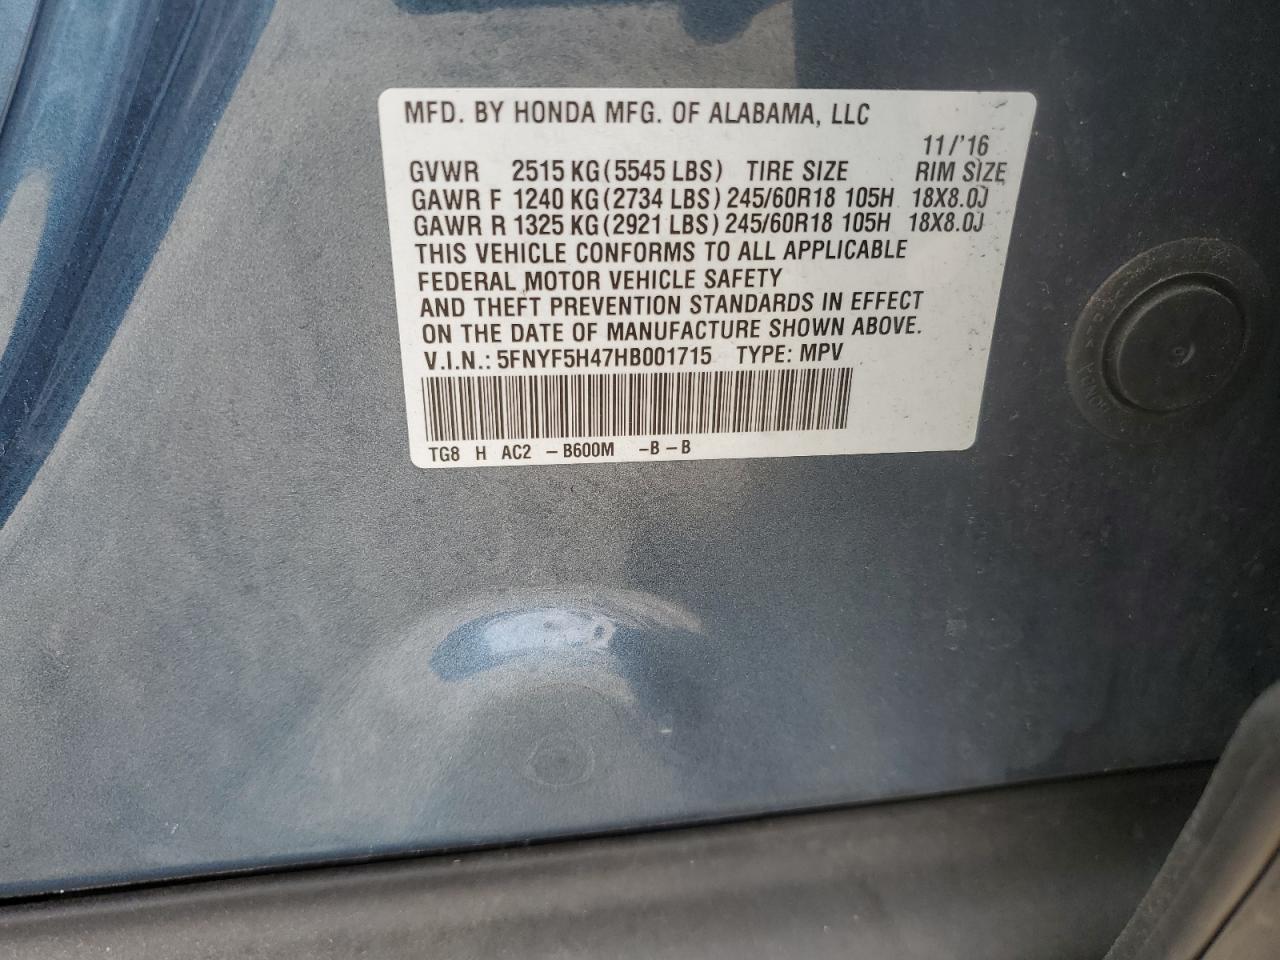 MFD. BY HONDA MFG. OF ALABAMA, LLC
11/'16
GVWR 2515 KG(5545 LBS) TIRE SIZE RIM SIZE
GAWR F 1240 KG(2734 LBS) 245/60R18 105H 18X8.0J
GAWR R 1325 KG(2921 LBS) 245/60R18 105H 18X8.0J
THIS VEHICLE CONFORMS TO ALL APPLICABLE
FEDERAL MOTOR VEHICLE SAFETY
AND THEFT PREVENTION STANDARDS IN EFFECT
ON THE DATE OF MANUFACTURE SHOWN ABOVE.
V.I.N.: 5FNYF5H47HB001715 TYPE: MPV
TG8 H AC2 -B600M -B-B